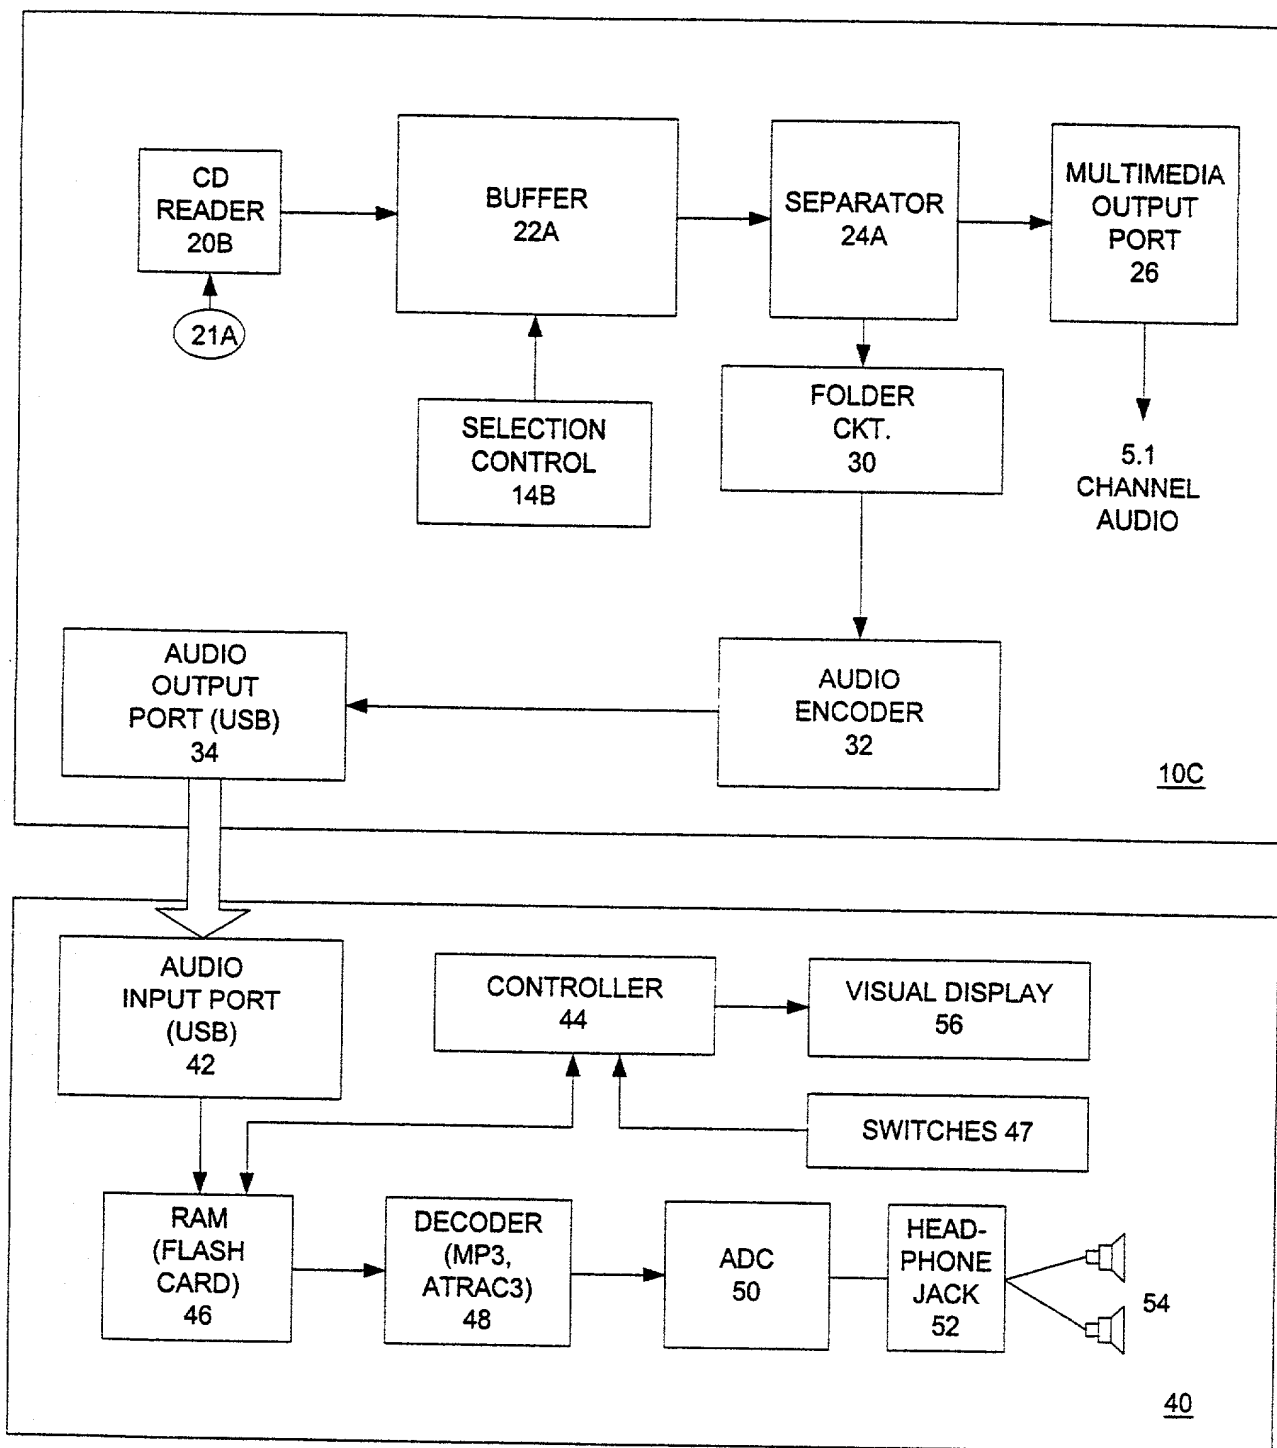 CD
READER
20B
21A
BUFFER
22A
SELECTION
CONTROL
14B
SEPARATOR
24A
MULTIMEDIA
OUTPUT
PORT
26
FOLDER
CKT.
30
5.1
CHANNEL
AUDIO
AUDIO
ENCODER
32
AUDIO
OUTPUT
PORT (USB)
34
10C
AUDIO
INPUT PORT
(USB)
42
CONTROLLER
44
VISUAL DISPLAY
56
SWITCHES 47
RAM
(FLASH
CARD)
46
DECODER
(MP3,
ATRAC3)
48
ADC
50
HEAD-
PHONE
JACK
52
54
40